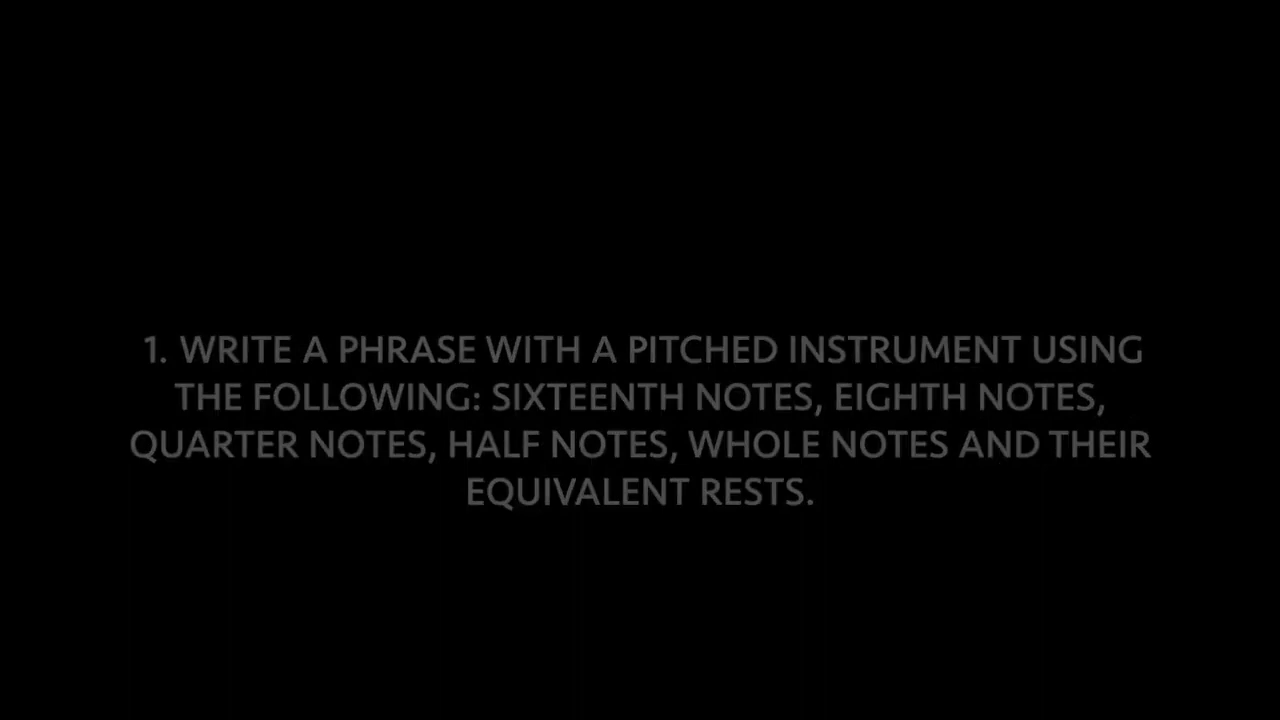 1. WRITE A PHRASE WITH A PITCHED INSTRUMENT USING
THE FOLLOWING: SIXTEENTH NOTES, EIGHTH NOTES,
QUARTER NOTES, HALF NOTES, WHOLE NOTES AND THEIR
EQUIVALENT RESTS.